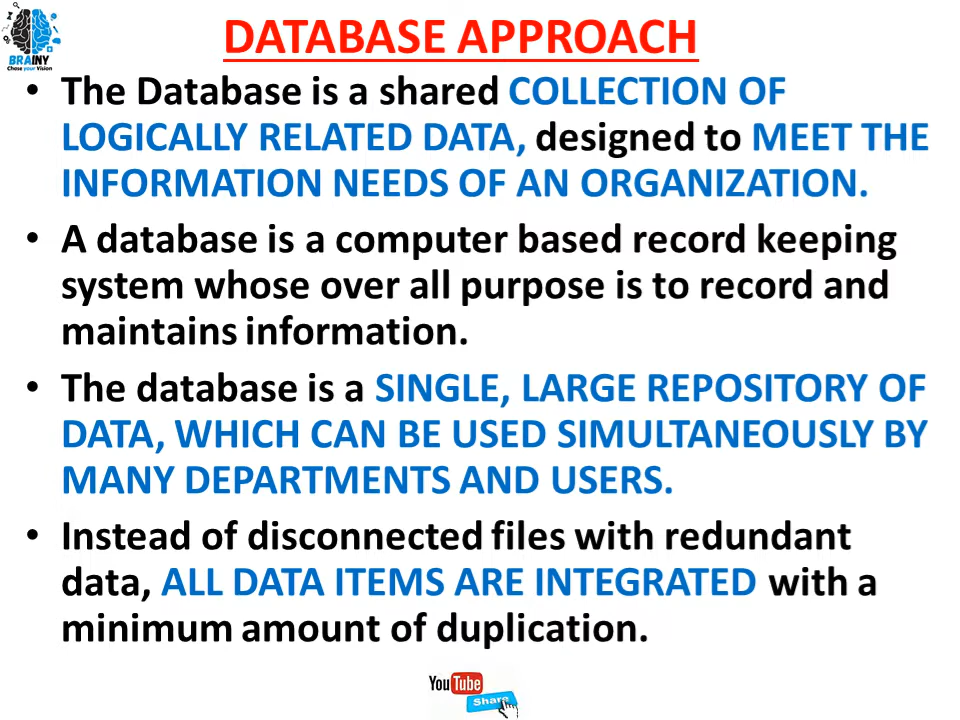 DATABASE APPROACH
BRAINY
Chase your Vision
• The Database is a shared COLLECTION OF
LOGICALLY RELATED DATA, designed to MEET THE
INFORMATION NEEDS OF AN ORGANIZATION.
• A database is a computer based record keeping
system whose over all purpose is to record and
maintains information.
• The database is a SINGLE, LARGE REPOSITORY OF
DATA, WHICH CAN BE USED SIMULTANEOUSLY BY
MANY DEPARTMENTS AND USERS.
• Instead of disconnected files with redundant
data, ALL DATA ITEMS ARE INTEGRATED with a
minimum amount of duplication.
YouTube
Share